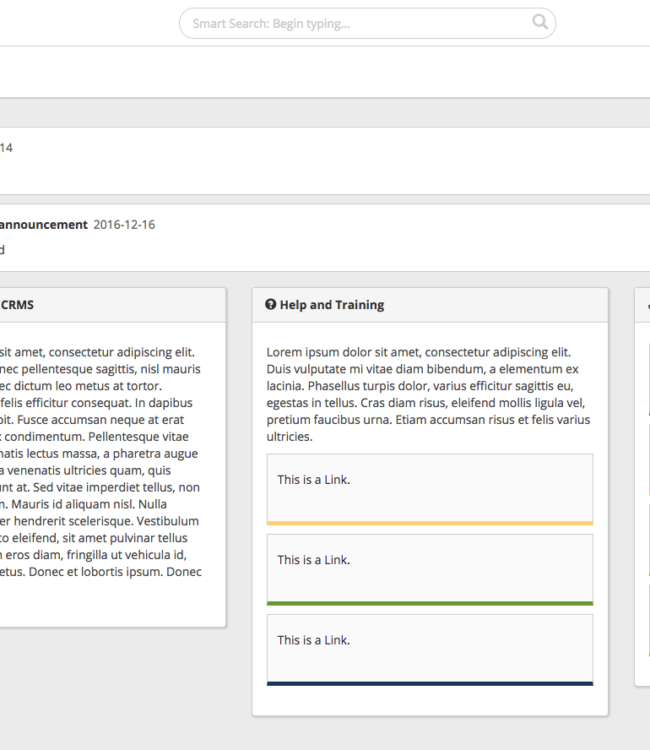 Smart Search: Begin typing...
14
announcement 2016-12-16
d
CRMS
sit amet, consectetur adipiscing elit.
nec pellentesque sagittis, nisl mauris
ec dictum leo metus at tortor.
felis efficitur consequat. In dapibus
bit. Fusce accumsan neque at erat
condimentum. Pellentesque vitae
natis lectus massa, a pharetra augue
a venenatis ultricies quam, quis
unt at. Sed vitae imperdiet tellus, non
n. Mauris id aliquam nisl. Nulla
er hendrerit scelerisque. Vestibulum
co eleifend, sit amet pulvinar tellus
n eros diam, fringilla ut vehicula id,
etus. Donec et lobortis ipsum. Donec
Help and Training
Lorem ipsum dolor sit amet, consectetur adipiscing elit.
Duis vulputate mi vitae diam bibendum, a elementum ex
lacinia. Phasellus turpis dolor, varius efficitur sagittis eu,
egestas in tellus. Cras diam risus, eleifend mollis ligula vel,
pretium faucibus urna. Etiam accumsan risus et felis varius
ultricies.
This is a Link.
This is a Link.
This is a Link.